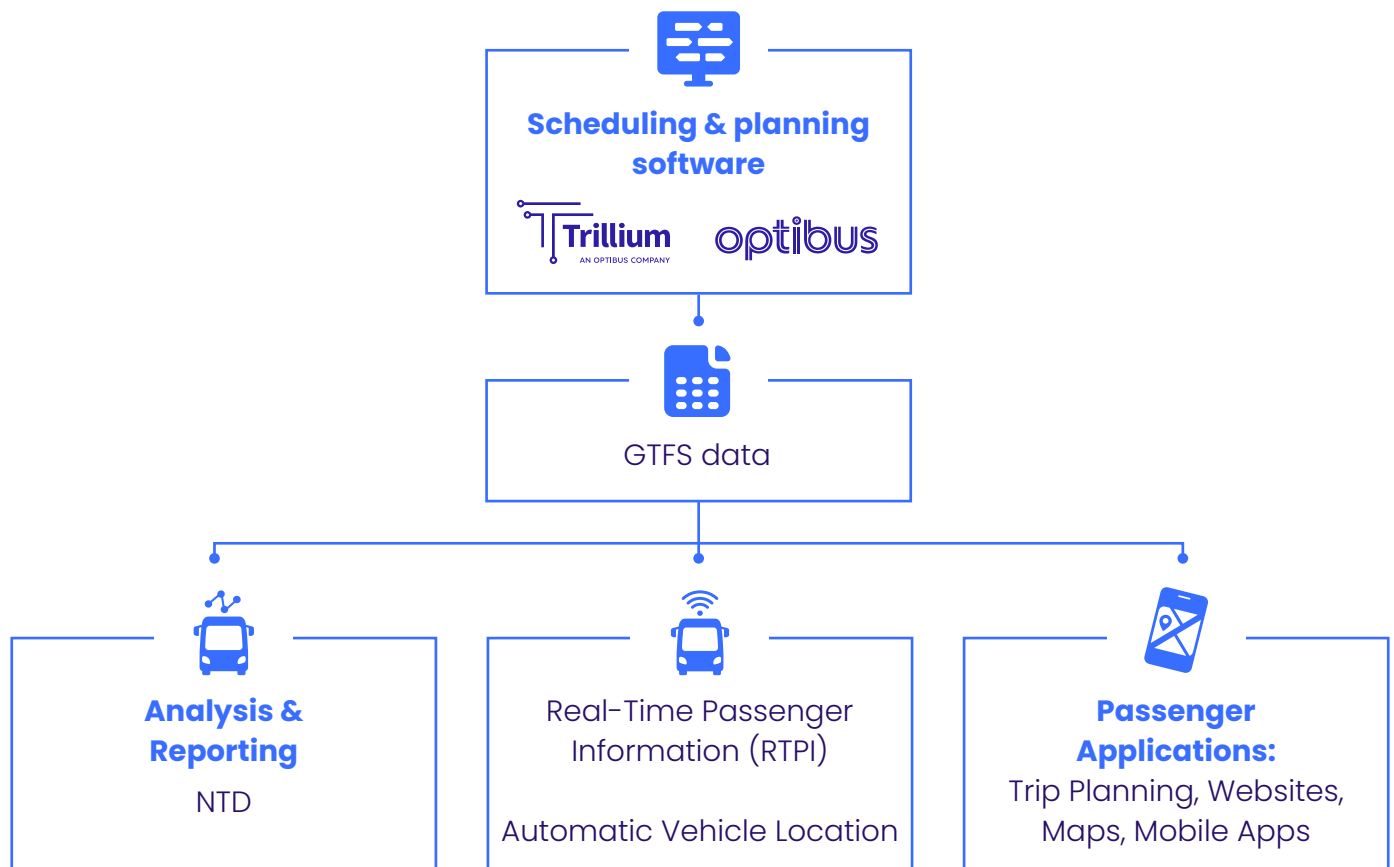 Scheduling & planning
software
Trillium
AN OPTIBUS COMPANY
optibus
GTFS data
Analysis &
Reporting
NTD
Real-Time Passenger
Information (RTPI)
Automatic Vehicle Location
Passenger
Applications:
Trip Planning, Websites,
Maps, Mobile Apps